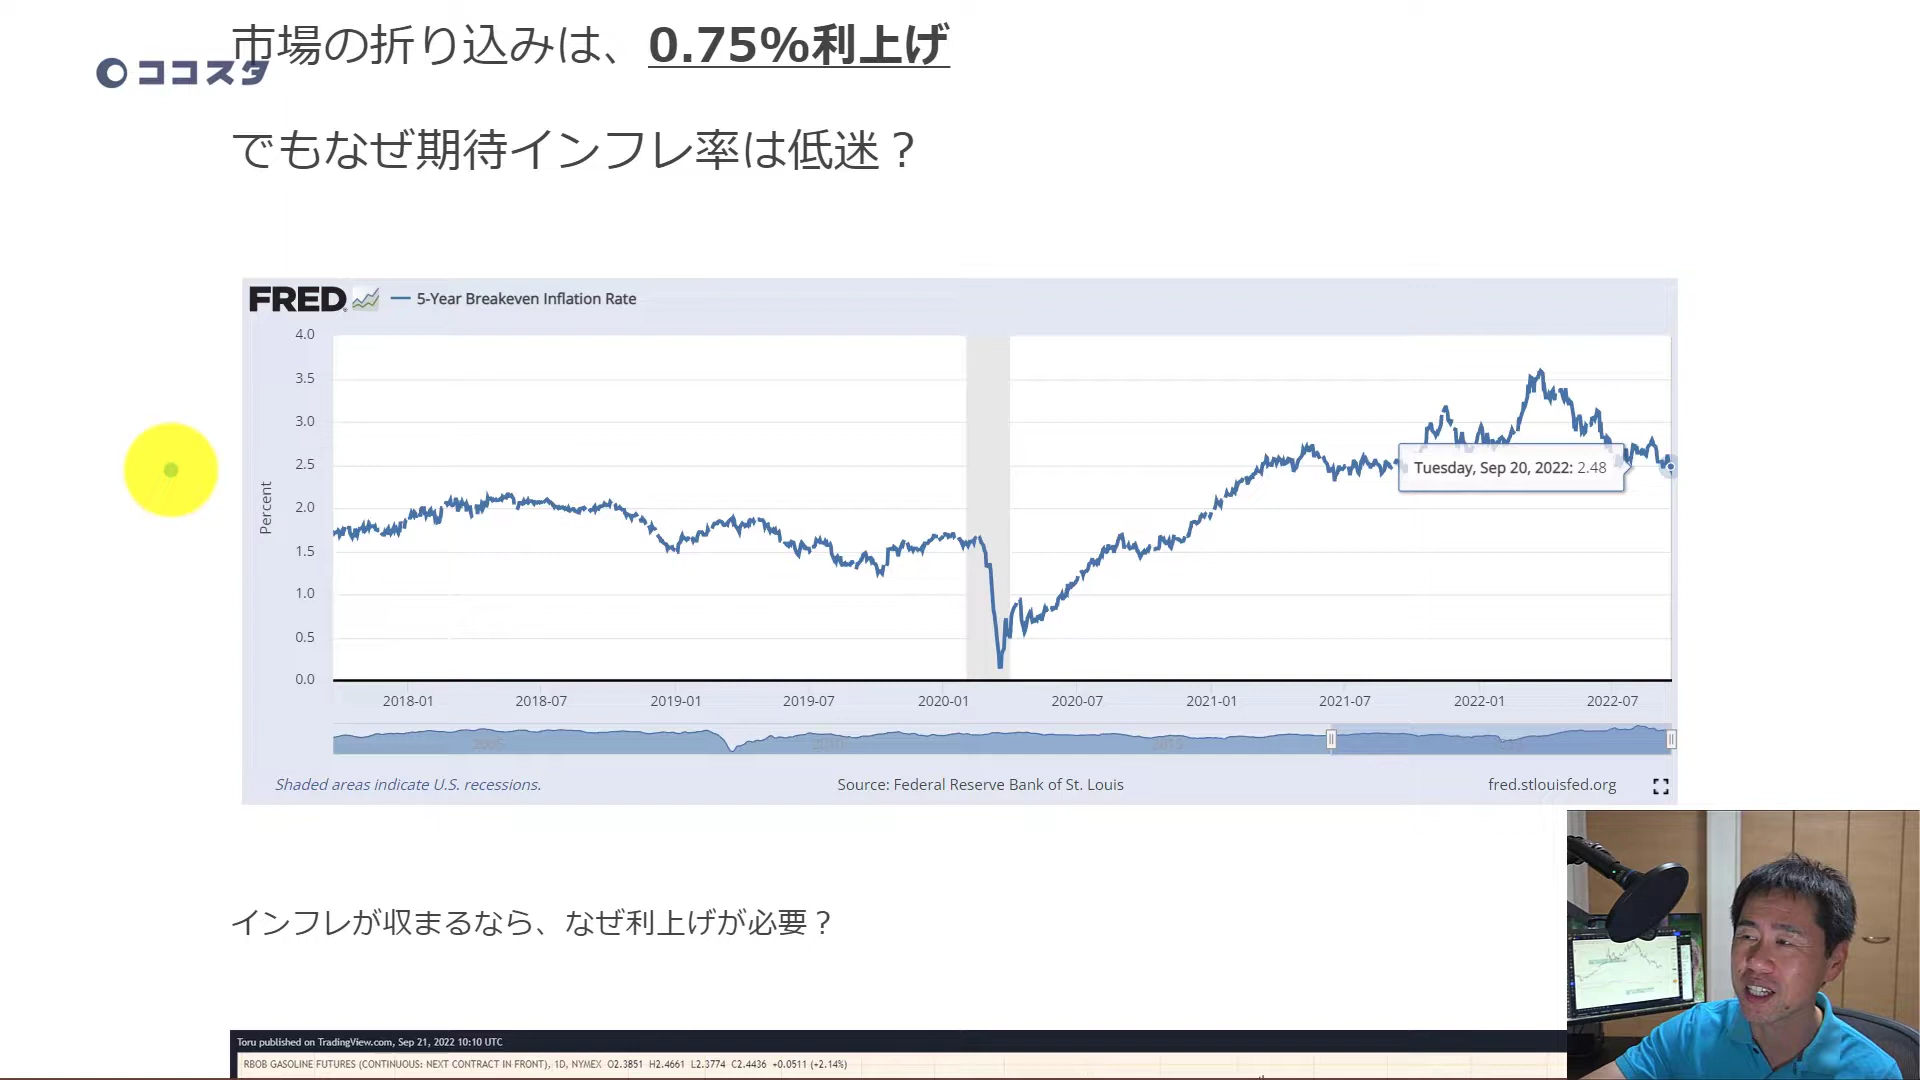 市場の折り込みは、0.75%利上げ
ココスタ
でもなぜ期待インフレ率は低迷？
FRED 5-Year Breakeven Inflation Rate
4.0
3.5
3.0
2.5
2.0
1.5
1.0
0.5
0.0
Percent
Tuesday, Sep 20, 2022: 2.48
2018-01 2018-07 2019-01 2019-07 2020-01 2020-07 2021-01 2021-07 2022-01 2022-07
2005 2010 2015
Shaded areas indicate U.S. recessions. Source: Federal Reserve Bank of St. Louis fred.stlouisfed.org
インフレが収まるなら、なぜ利上げが必要？
Toru published on TradingView.com, Sep 21, 2022 10:10 UTC
RBOB GASOLINE FUTURES (CONTINUOUS: NEXT CONTRACT IN FRONT), 1D, NYMEX O2.3851 H2.4661 L2.3774 C2.4436 +0.0511 (+2.14%)